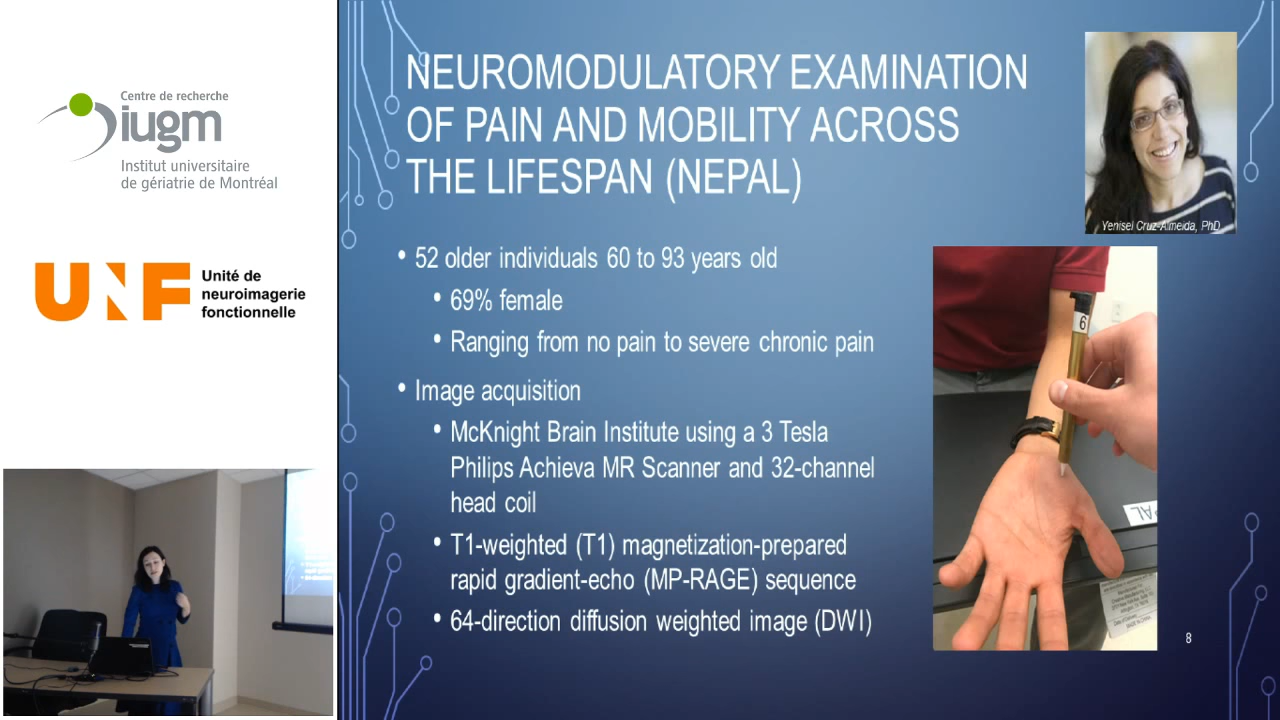 Centre de recherche
iugm
Institut universitaire
de gériatrie de Montréal
UNF
Unité de
neuroimagerie
fonctionnelle
NEUROMODULATORY EXAMINATION
OF PAIN AND MOBILITY ACROSS
THE LIFESPAN (NEPAL)
Yenisel Cruz-Almeida, PhD
• 52 older individuals 60 to 93 years old
• 69% female
• Ranging from no pain to severe chronic pain
• Image acquisition
• McKnight Brain Institute using a 3 Tesla
Philips Achieva MR Scanner and 32-channel
head coil
• T1-weighted (T1) magnetization-prepared
rapid gradient-echo (MP-RAGE) sequence
• 64-direction diffusion weighted image (DWI)
6
PAL
8